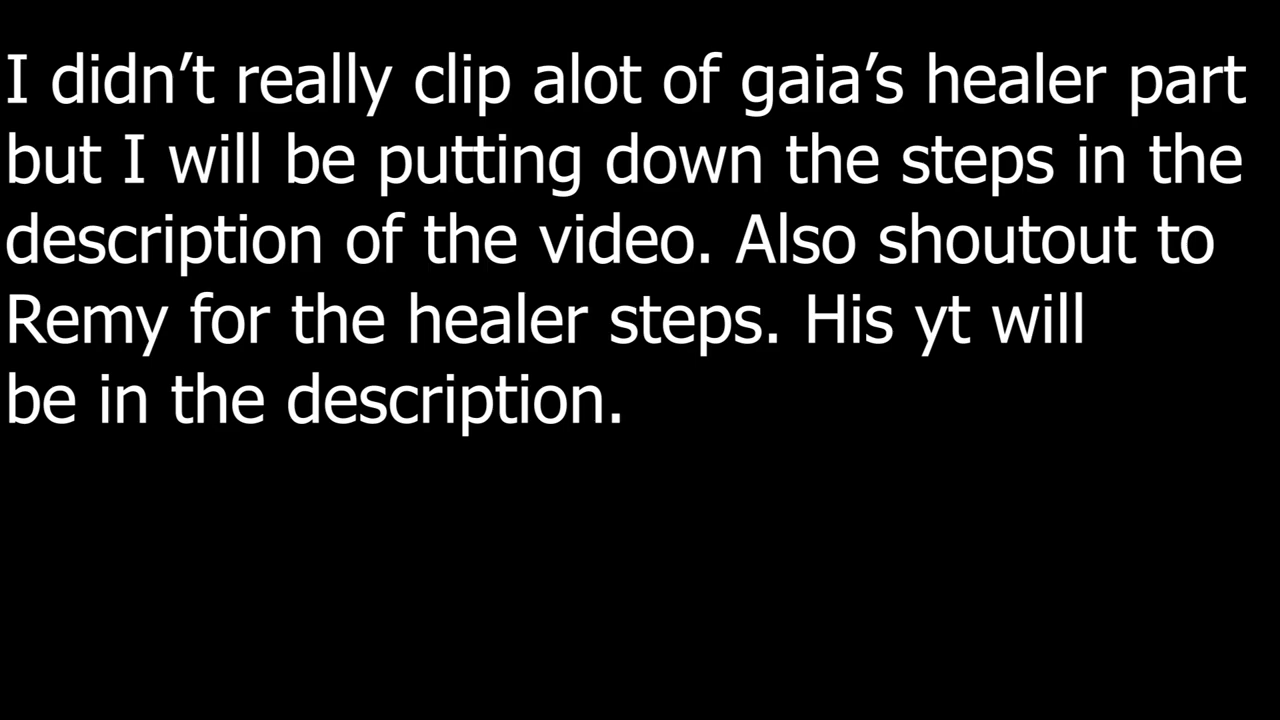 I didn’t really clip alot of gaia’s healer part
but I will be putting down the steps in the
description of the video. Also shoutout to
Remy for the healer steps. His yt will
be in the description.